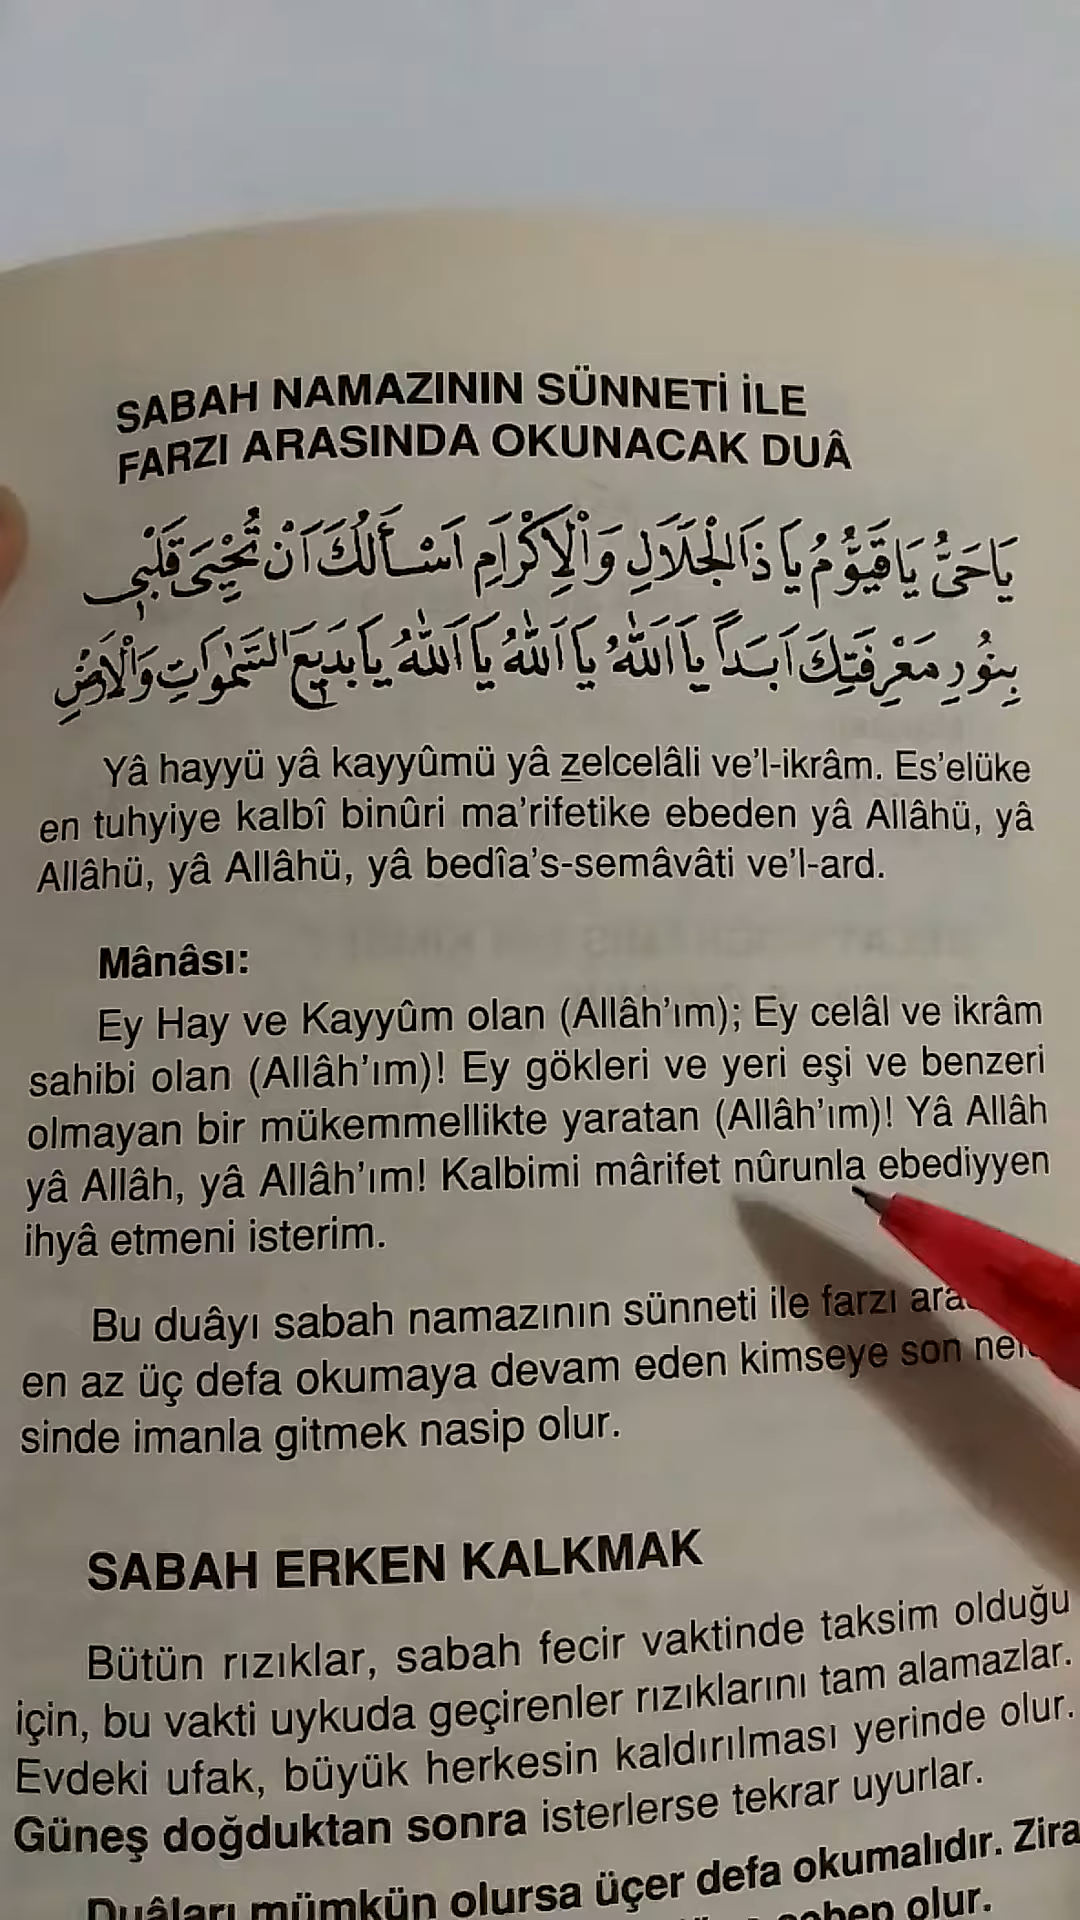 SABAH NAMAZININ SÜNNETİ İLE
FARZI ARASINDA OKUNACAK DUÂ
يَاحَىُّ يَاقَيُّومُ يَاذَاالْجَلَالِ وَالْاِكْرَامِ اَسْأَلُكَ اَنْ تُحْيِىَ قَلْبِى
بِنُورِ مَعْرِفَتِكَ اَبَدًا يَا اَللّٰهُ يَا اَللّٰهُ يَا اَللّٰهُ يَا بَدِيعَ السَّمٰوَاتِ وَالْاَرْضِ
Yâ hayyü yâ kayyûmü yâ zelcelâli ve'l-ikrâm. Es'elüke
en tuhyiye kalbî binûri ma'rifetike ebeden yâ Allâhü, yâ
Allâhü, yâ Allâhü, yâ bedîa's-semâvâti ve'l-ard.
Mânâsı:
Ey Hay ve Kayyûm olan (Allâh'ım); Ey celâl ve ikrâm
sahibi olan (Allâh'ım)! Ey gökleri ve yeri eşi ve benzeri
olmayan bir mükemmellikte yaratan (Allâh'ım)! Yâ Allâh
yâ Allâh, yâ Allâh'ım! Kalbimi mârifet nûrunla ebediyyen
ihyâ etmeni isterim.
Bu duâyı sabah namazının sünneti ile farzı
en az üç defa okumaya devam eden kimseye son
sinde imanla gitmek nasip olur.
SABAH ERKEN KALKMAK
Bütün rızıklar, sabah fecir vaktinde taksim olduğu
için, bu vakti uykuda geçirenler rızıklarını tam alamazlar.
Evdeki ufak, büyük herkesin kaldırılması yerinde olur.
Güneş doğduktan sonra isterlerse tekrar uyurlar.
Duâları mümkün olursa üçer defa okumalıdır. Zira
sebep olur.